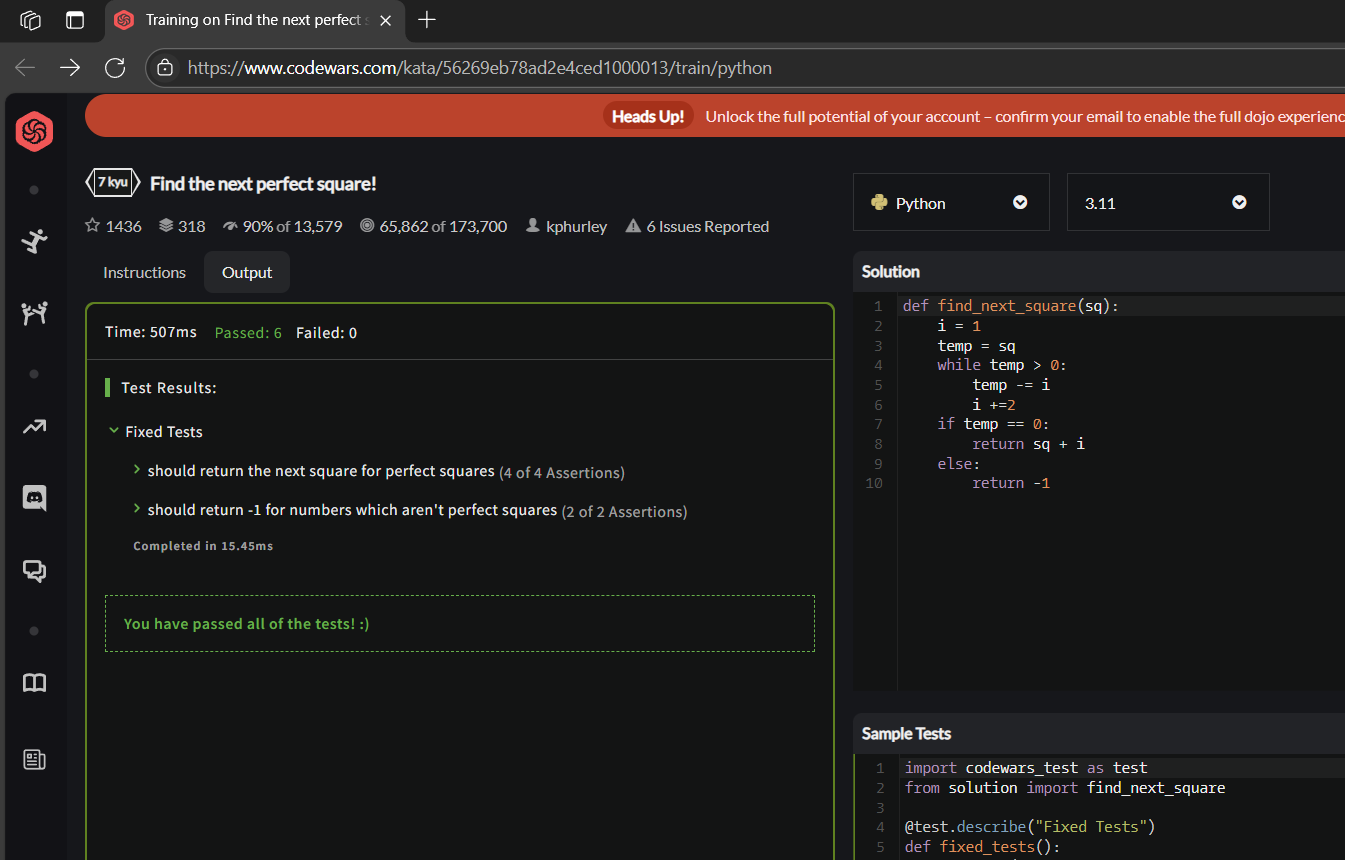 Training on Find the next perfect
https://www.codewars.com/kata/56269eb78ad2e4ced1000013/train/python
Heads Up! Unlock the full potential of your account – confirm your email to enable the full dojo
7 kyu Find the next perfect square!
1436 318 90% of 13,579 65,862 of 173,700 kphurley 6 Issues Reported
Python 3.11
Instructions Output
Time: 507ms Passed: 6 Failed: 0
Test Results:
Fixed Tests
should return the next square for perfect squares (4 of 4 Assertions)
should return -1 for numbers which aren't perfect squares (2 of 2 Assertions)
Completed in 15.45ms
You have passed all of the tests! :)
Solution
1 def find_next_square(sq):
2     i = 1
3     temp = sq
4     while temp > 0:
5         temp -= i
6         i +=2
7     if temp == 0:
8         return sq + i
9     else:
10         return -1
Sample Tests
1 import codewars_test as test
2 from solution import find_next_square
3
4 @test.describe("Fixed Tests")
5 def fixed_tests():